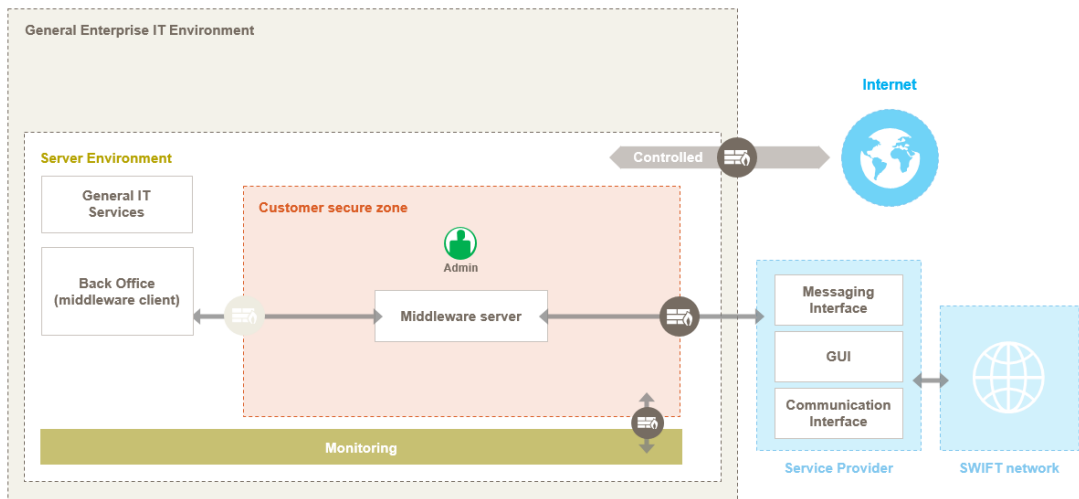 General Enterprise IT Environment
Internet
Server Environment
Controlled
General IT
Services
Customer secure zone
Admin
Back Office
(middleware client)
Middleware server
Messaging
Interface
GUI
Communication
Interface
Monitoring
Service Provider
SWIFT network